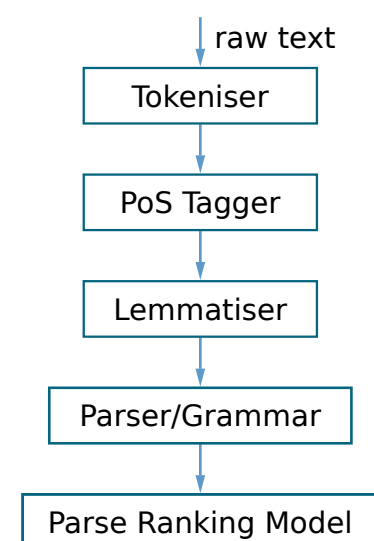 raw text
Tokeniser
PoS Tagger
Lemmatiser
Parser/Grammar
Parse Ranking Model